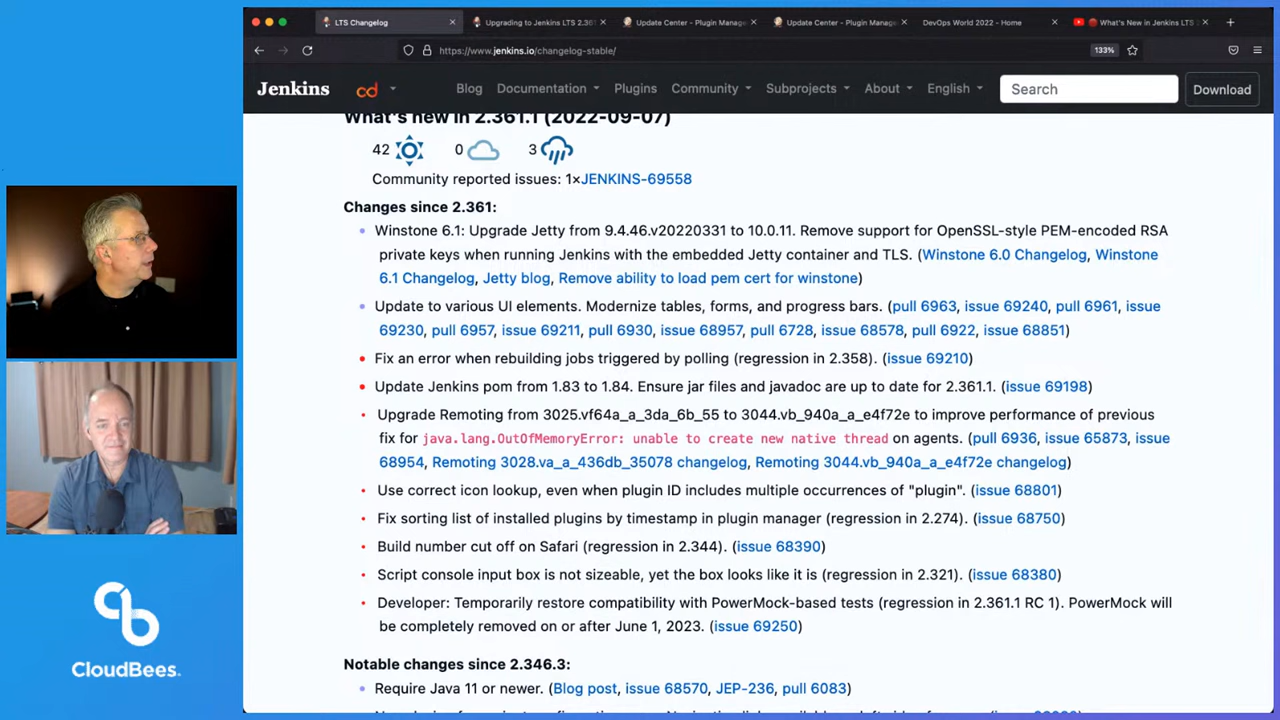 LTS Changelog
Upgrading to Jenkins LTS 2.361
Update Center - Plugin Manage
Update Center - Plugin Manage
DevOps World 2022 - Home
What's New in Jenkins LTS 2
https://www.jenkins.io/changelog-stable/
133%
Jenkins
cd
Blog
Documentation
Plugins
Community
Subprojects
About
English
Search
Download
What's new in 2.361.1 (2022-09-07)
42
0
3
Community reported issues: 1×JENKINS-69558
Changes since 2.361:
Winstone 6.1: Upgrade Jetty from 9.4.46.v20220331 to 10.0.11. Remove support for OpenSSL-style PEM-encoded RSA
private keys when running Jenkins with the embedded Jetty container and TLS. (Winstone 6.0 Changelog, Winstone
6.1 Changelog, Jetty blog, Remove ability to load pem cert for winstone)
Update to various UI elements. Modernize tables, forms, and progress bars. (pull 6963, issue 69240, pull 6961, issue
69230, pull 6957, issue 69211, pull 6930, issue 68957, pull 6728, issue 68578, pull 6922, issue 68851)
Fix an error when rebuilding jobs triggered by polling (regression in 2.358). (issue 69210)
Update Jenkins pom from 1.83 to 1.84. Ensure jar files and javadoc are up to date for 2.361.1. (issue 69198)
Upgrade Remoting from 3025.vf64a_a_3da_6b_55 to 3044.vb_940a_a_e4f72e to improve performance of previous
fix for java.lang.OutOfMemoryError: unable to create new native thread on agents. (pull 6936, issue 65873, issue
68954, Remoting 3028.va_a_436db_35078 changelog, Remoting 3044.vb_940a_a_e4f72e changelog)
Use correct icon lookup, even when plugin ID includes multiple occurrences of "plugin". (issue 68801)
Fix sorting list of installed plugins by timestamp in plugin manager (regression in 2.274). (issue 68750)
Build number cut off on Safari (regression in 2.344). (issue 68390)
Script console input box is not sizeable, yet the box looks like it is (regression in 2.321). (issue 68380)
Developer: Temporarily restore compatibility with PowerMock-based tests (regression in 2.361.1 RC 1). PowerMock will
be completely removed on or after June 1, 2023. (issue 69250)
Notable changes since 2.346.3:
Require Java 11 or newer. (Blog post, issue 68570, JEP-236, pull 6083)
CloudBees.